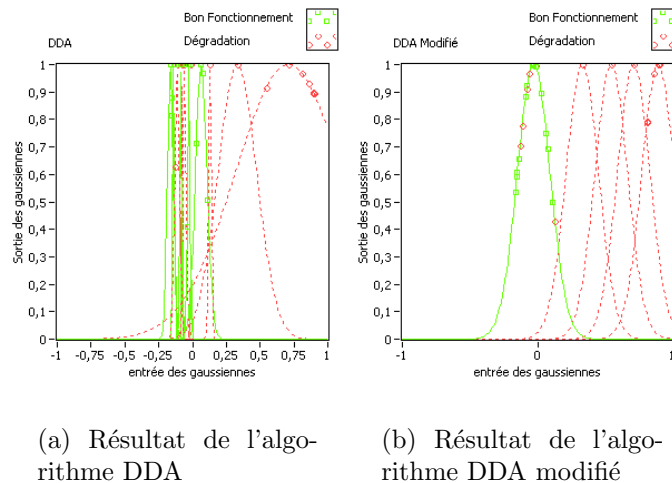 Bon Fonctionnement
DDA
Dégradation
Sortie des gaussiennes
1
0,9
0,8
0,7
0,6
0,5
0,4
0,3
0,2
0,1
0
-1
-0,75
-0,5
-0,25
0
0,25
0,5
0,75
1
entrée des gaussiennes
Bon Fonctionnement
DDA Modifié
Dégradation
Sortie des gaussiennes
1
0,9
0,8
0,7
0,6
0,5
0,4
0,3
0,2
0,1
0
-1
0
1
entrée des gaussiennes
(a) Résultat de l'algo-
rithme DDA
(b) Résultat de l'algo-
rithme DDA modifié